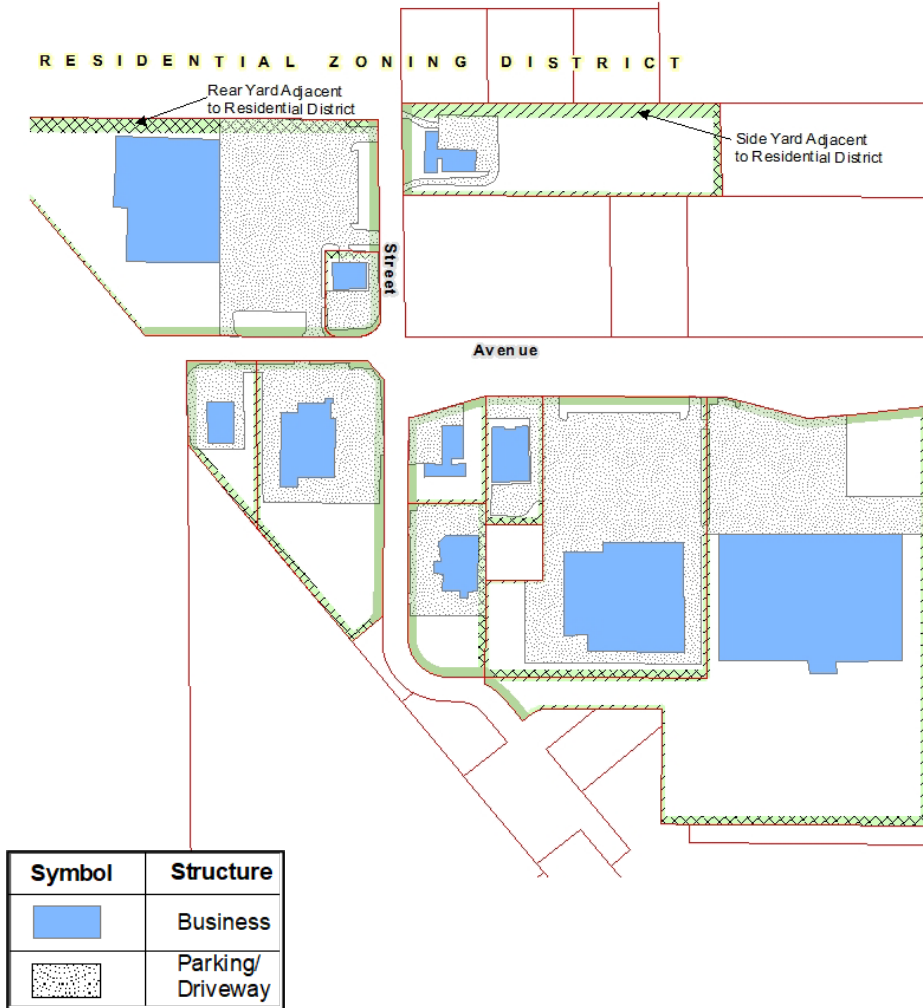 RESIDENTIAL ZONING DISTRICT
Rear Yard Adjacent
to Residential District
Side Yard Adjacent
to Residential District
Street
Avenue
Symbol Structure
Business
Parking/
Driveway